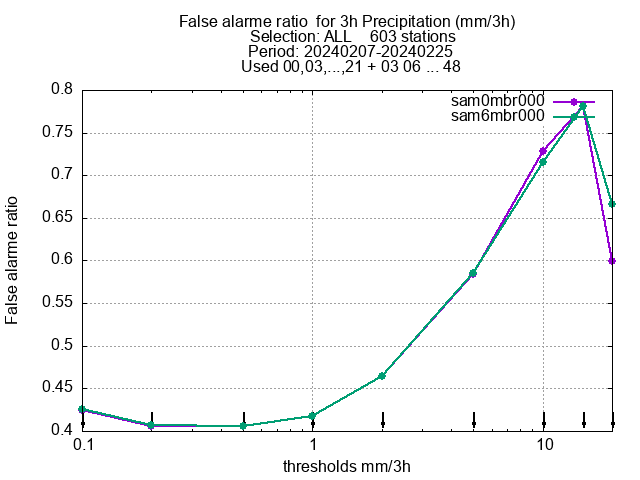 False alarme ratio  for 3h Precipitation (mm/3h)
Selection: ALL    603 stations
Period: 20240207-20240225
Used 00,03,...,21 + 03 06 ... 48
sam0mbr000
sam6mbr000
0.8
0.75
0.7
0.65
0.6
0.55
0.5
0.45
0.4
False alarme ratio
0.1
1
10
thresholds mm/3h